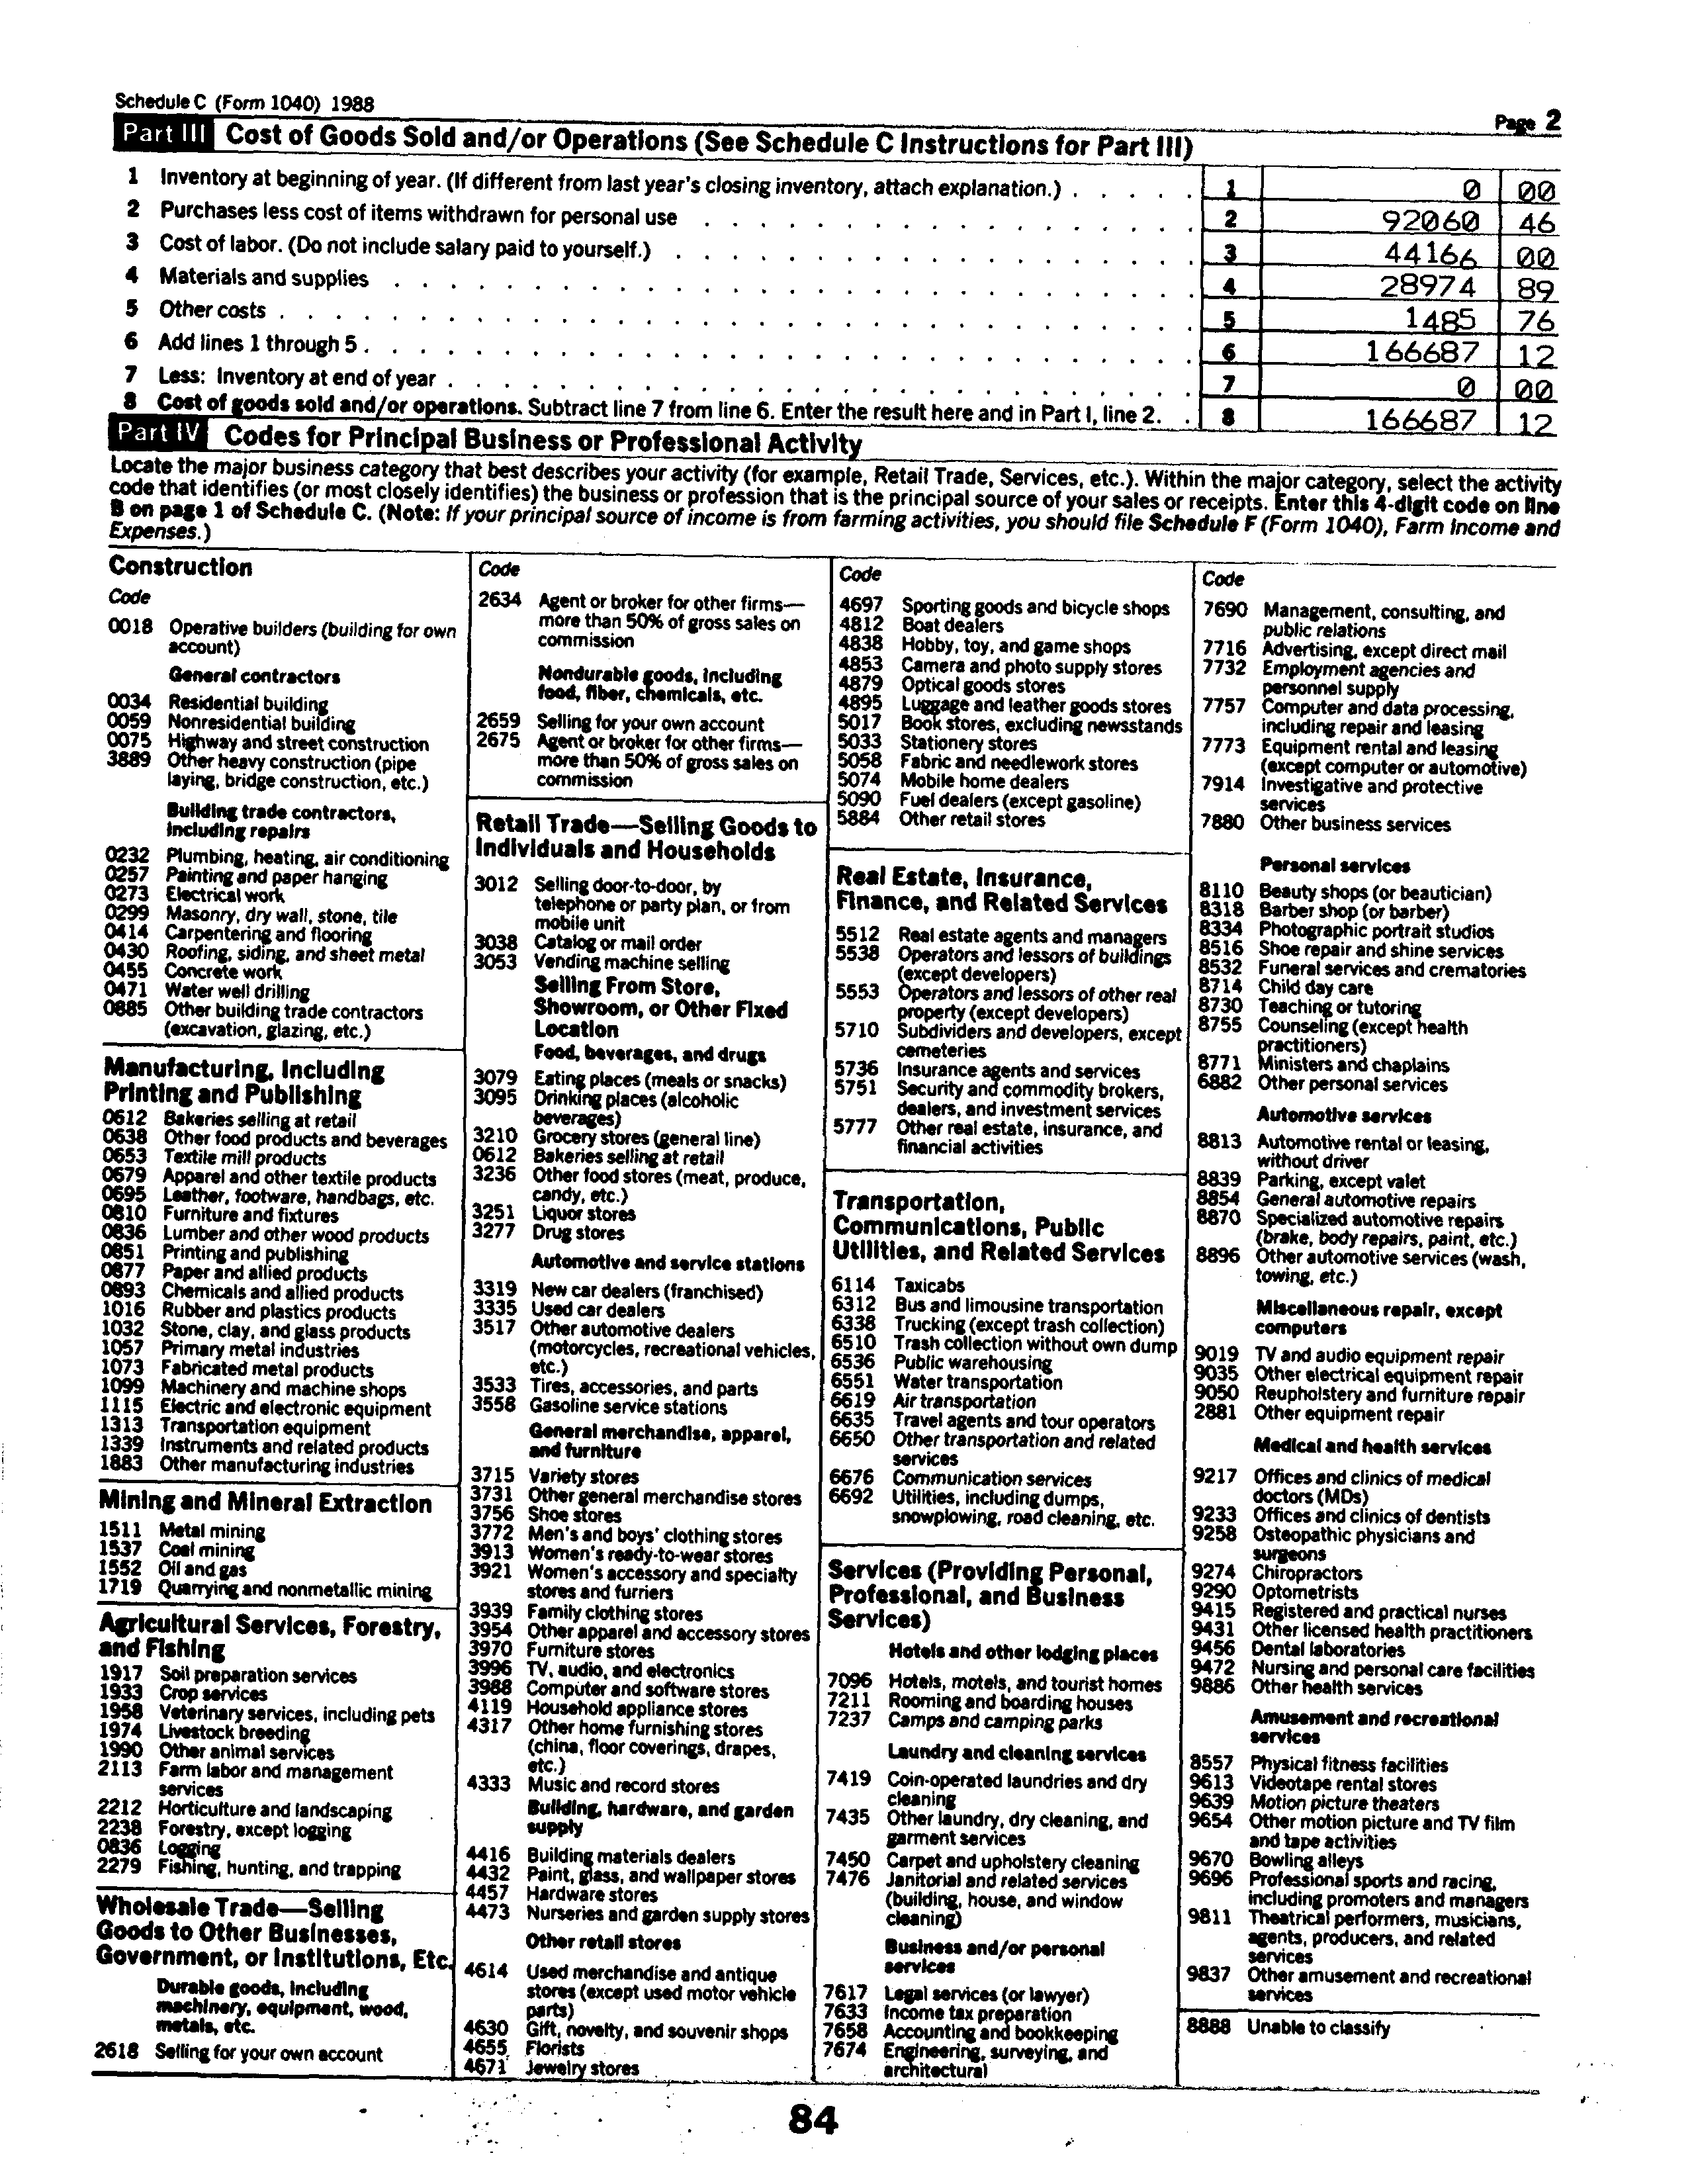 Schedule C (Form 1040) 1988
Page 2
Part III Cost of Goods Sold and/or Operations (See Schedule C Instructions for Part III)
1 Inventory at beginning of year. (If different from last year's closing inventory, attach explanation.) . . . . . 1 0 00
2 Purchases less cost of items withdrawn for personal use . . . . . . . . . . . . . . . . . . 2 92060 46
3 Cost of labor. (Do not include salary paid to yourself.) . . . . . . . . . . . . . . . . . . . 3 44166 00
4 Materials and supplies . . . . . . . . . . . . . . . . . . . . . . . . . . . . . 4 28974 89
5 Other costs . . . . . . . . . . . . . . . . . . . . . . . . . . . . . . . . . 5 1485 76
6 Add lines 1 through 5 . . . . . . . . . . . . . . . . . . . . . . . . . . . . . . 6 166687 12
7 Less: Inventory at end of year . . . . . . . . . . . . . . . . . . . . . . . . . . . 7 0 00
8 Cost of goods sold and/or operations. Subtract line 7 from line 6. Enter the result here and in Part I, line 2. . 8 166687 12
Part IV Codes for Principal Business or Professional Activity
Locate the major business category that best describes your activity (for example, Retail Trade, Services, etc.). Within the major category, select the activity
code that identifies (or most closely identifies) the business or profession that is the principal source of your sales or receipts. Enter this 4-digit code on line
B on page 1 of Schedule C. (Note: If your principal source of income is from farming activities, you should file Schedule F (Form 1040), Farm Income and
Expenses.)
Construction
Code
0018 Operative builders (building for own
account)
General contractors
0034 Residential building
0059 Nonresidential building
0075 Highway and street construction
3889 Other heavy construction (pipe
laying, bridge construction, etc.)
Building trade contractors,
including repairs
0232 Plumbing, heating, air conditioning
0257 Painting and paper hanging
0273 Electrical work
0299 Masonry, dry wall, stone, tile
0414 Carpentering and flooring
0430 Roofing, siding, and sheet metal
0455 Concrete work
0471 Water well drilling
0885 Other building trade contractors
(excavation, glazing, etc.)
Manufacturing, Including
Printing and Publishing
0612 Bakeries selling at retail
0638 Other food products and beverages
0653 Textile mill products
0679 Apparel and other textile products
0695 Leather, footware, handbags, etc.
0810 Furniture and fixtures
0836 Lumber and other wood products
0851 Printing and publishing
0877 Paper and allied products
0893 Chemicals and allied products
1016 Rubber and plastics products
1032 Stone, clay, and glass products
1057 Primary metal industries
1073 Fabricated metal products
1099 Machinery and machine shops
1115 Electric and electronic equipment
1313 Transportation equipment
1339 Instruments and related products
1883 Other manufacturing industries
Mining and Mineral Extraction
1511 Metal mining
1537 Coal mining
1552 Oil and gas
1719 Quarrying and nonmetallic mining
Agricultural Services, Forestry,
and Fishing
1917 Soil preparation services
1933 Crop services
1958 Veterinary services, including pets
1974 Livestock breeding
1990 Other animal services
2113 Farm labor and management
services
2212 Horticulture and landscaping
2238 Forestry, except logging
0836 Logging
2279 Fishing, hunting, and trapping
Wholesale Trade—Selling
Goods to Other Businesses,
Government, or Institutions, Etc.
Durable goods, including
machinery, equipment, wood,
metals, etc.
2618 Selling for your own account
Code
2634 Agent or broker for other firms—
more than 50% of gross sales on
commission
Nondurable goods, including
food, fiber, chemicals, etc.
2659 Selling for your own account
2675 Agent or broker for other firms—
more than 50% of gross sales on
commission
Retail Trade—Selling Goods to
Individuals and Households
3012 Selling door-to-door, by
telephone or party plan, or from
mobile unit
3038 Catalog or mail order
3053 Vending machine selling
Selling From Store,
Showroom, or Other Fixed
Location
Food, beverages, and drugs
3079 Eating places (meals or snacks)
3095 Drinking places (alcoholic
beverages)
3210 Grocery stores (general line)
0612 Bakeries selling at retail
3236 Other food stores (meat, produce,
candy, etc.)
3251 Liquor stores
3277 Drug stores
Automotive and service stations
3319 New car dealers (franchised)
3335 Used car dealers
3517 Other automotive dealers
(motorcycles, recreational vehicles,
etc.)
3533 Tires, accessories, and parts
3558 Gasoline service stations
General merchandise, apparel,
and furniture
3715 Variety stores
3731 Other general merchandise stores
3756 Shoe stores
3772 Men's and boys' clothing stores
3913 Women's ready-to-wear stores
3921 Women's accessory and specialty
stores and furriers
3939 Family clothing stores
3954 Other apparel and accessory stores
3970 Furniture stores
3996 TV, audio, and electronics
3988 Computer and software stores
4119 Household appliance stores
4317 Other home furnishing stores
(china, floor coverings, drapes,
etc.)
4333 Music and record stores
Building, hardware, and garden
supply
4416 Building materials dealers
4432 Paint, glass, and wallpaper stores
4457 Hardware stores
4473 Nurseries and garden supply stores
Other retail stores
4614 Used merchandise and antique
stores (except used motor vehicle
parts)
4630 Gift, novelty, and souvenir shops
4655 Florists
4671 Jewelry stores
Code
4697 Sporting goods and bicycle shops
4812 Boat dealers
4838 Hobby, toy, and game shops
4853 Camera and photo supply stores
4879 Optical goods stores
4895 Luggage and leather goods stores
5017 Book stores, excluding newsstands
5033 Stationery stores
5058 Fabric and needlework stores
5074 Mobile home dealers
5090 Fuel dealers (except gasoline)
5884 Other retail stores
Real Estate, Insurance,
Finance, and Related Services
5512 Real estate agents and managers
5538 Operators and lessors of buildings
(except developers)
5553 Operators and lessors of other real
property (except developers)
5710 Subdividers and developers, except
cemeteries
5736 Insurance agents and services
5751 Security and commodity brokers,
dealers, and investment services
5777 Other real estate, insurance, and
financial activities
Transportation,
Communications, Public
Utilities, and Related Services
6114 Taxicabs
6312 Bus and limousine transportation
6338 Trucking (except trash collection)
6510 Trash collection without own dump
6536 Public warehousing
6551 Water transportation
6619 Air transportation
6635 Travel agents and tour operators
6650 Other transportation and related
services
6676 Communication services
6692 Utilities, including dumps,
snowplowing, road cleaning, etc.
Services (Providing Personal,
Professional, and Business
Services)
Hotels and other lodging places
7096 Hotels, motels, and tourist homes
7211 Rooming and boarding houses
7237 Camps and camping parks
Laundry and cleaning services
7419 Coin-operated laundries and dry
cleaning
7435 Other laundry, dry cleaning, and
garment services
7450 Carpet and upholstery cleaning
7476 Janitorial and related services
(building, house, and window
cleaning)
Business and/or personal
services
7617 Legal services (or lawyer)
7633 Income tax preparation
7658 Accounting and bookkeeping
7674 Engineering, surveying, and
architectural
Code
7690 Management, consulting, and
public relations
7716 Advertising, except direct mail
7732 Employment agencies and
personnel supply
7757 Computer and data processing,
including repair and leasing
7773 Equipment rental and leasing
(except computer or automotive)
7914 Investigative and protective
services
7880 Other business services
Personal services
8110 Beauty shops (or beautician)
8318 Barber shop (or barber)
8334 Photographic portrait studios
8516 Shoe repair and shine services
8532 Funeral services and crematories
8714 Child day care
8730 Teaching or tutoring
8755 Counseling (except health
practitioners)
8771 Ministers and chaplains
6882 Other personal services
Automotive services
8813 Automotive rental or leasing,
without driver
8839 Parking, except valet
8854 General automotive repairs
8870 Specialized automotive repairs
(brake, body repairs, paint, etc.)
8896 Other automotive services (wash,
towing, etc.)
Miscellaneous repair, except
computers
9019 TV and audio equipment repair
9035 Other electrical equipment repair
9050 Reupholstery and furniture repair
2881 Other equipment repair
Medical and health services
9217 Offices and clinics of medical
doctors (MDs)
9233 Offices and clinics of dentists
9258 Osteopathic physicians and
surgeons
9274 Chiropractors
9290 Optometrists
9415 Registered and practical nurses
9431 Other licensed health practitioners
9456 Dental laboratories
9472 Nursing and personal care facilities
9886 Other health services
Amusement and recreational
services
8557 Physical fitness facilities
9613 Videotape rental stores
9639 Motion picture theaters
9654 Other motion picture and TV film
and tape activities
9670 Bowling alleys
9696 Professional sports and racing,
including promoters and managers
9811 Theatrical performers, musicians,
agents, producers, and related
services
9837 Other amusement and recreational
services
8888 Unable to classify
84